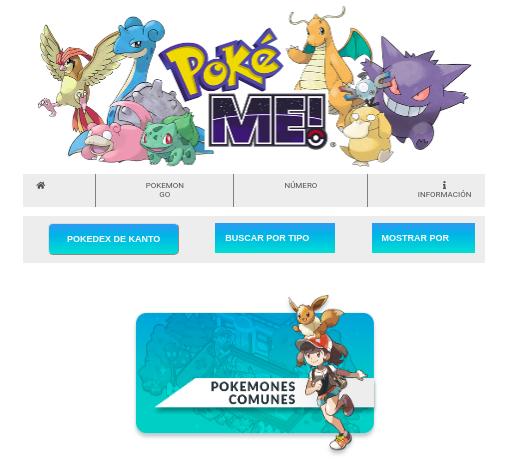 Poké
ME!
POKEMON
GO
NÚMERO
INFORMACIÓN
POKEDEX DE KANTO
BUSCAR POR TIPO
MOSTRAR POR
POKEMONES
COMUNES